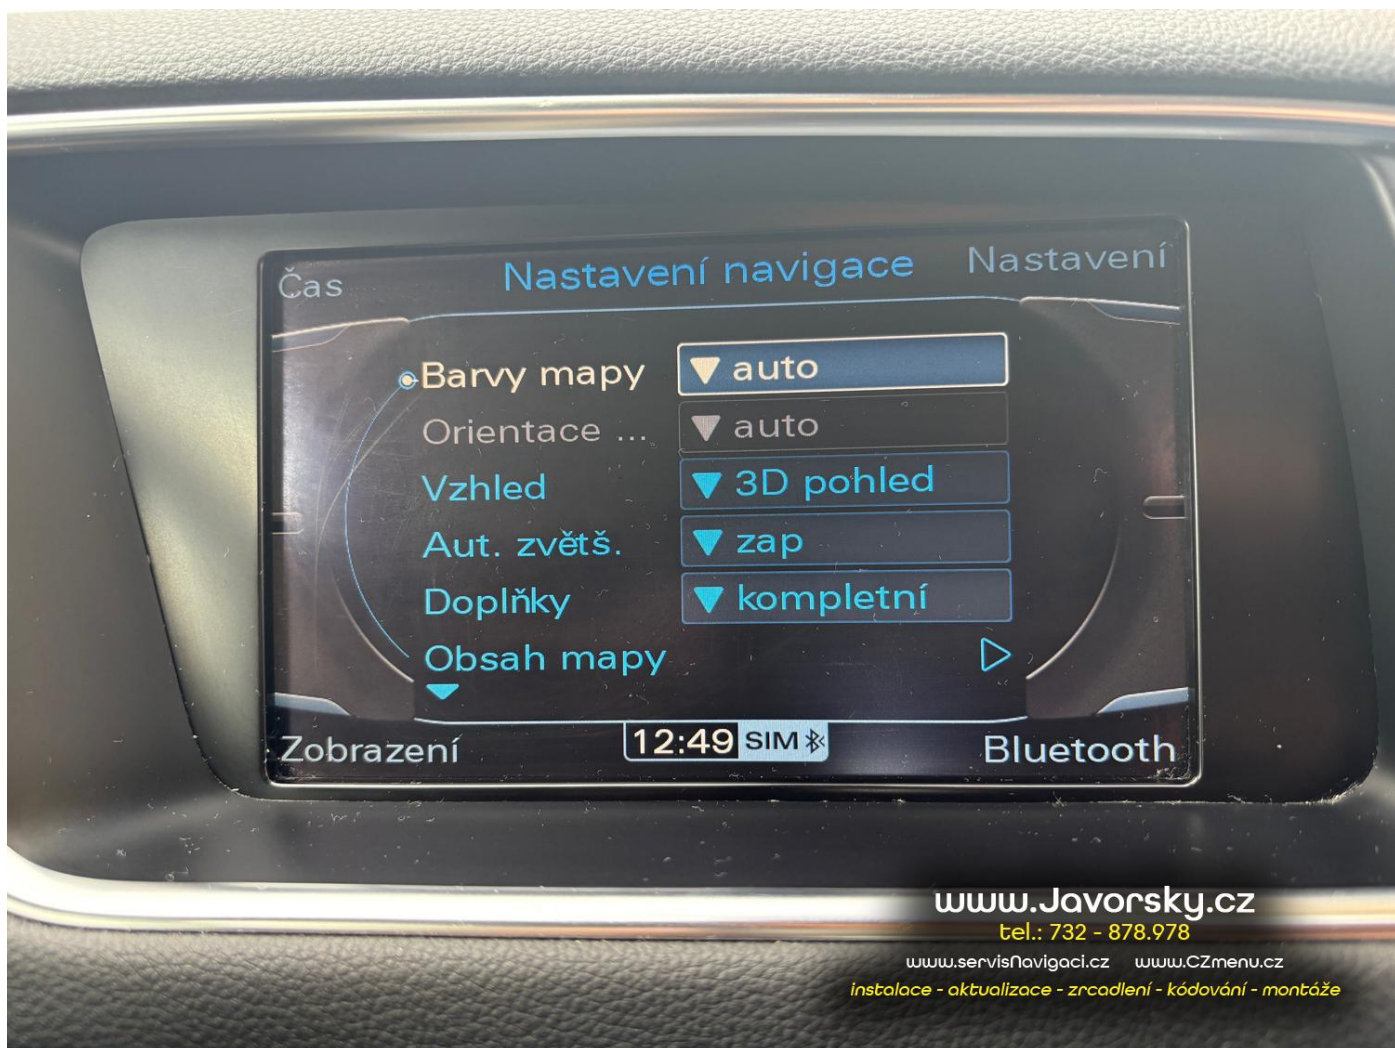 Čas Nastavení navigace Nastavení
Barvy mapy auto
Orientace ... auto
Vzhled 3D pohled
Aut. zvětš. zap
Doplňky kompletní
Obsah mapy
Zobrazení 12:49 SIM Bluetooth
www.Javorsky.cz
tel.: 732 - 878.978
www.servisNavigaci.cz www.CZmenu.cz
instalace - aktualizace - zrcadlení - kódování - montáže